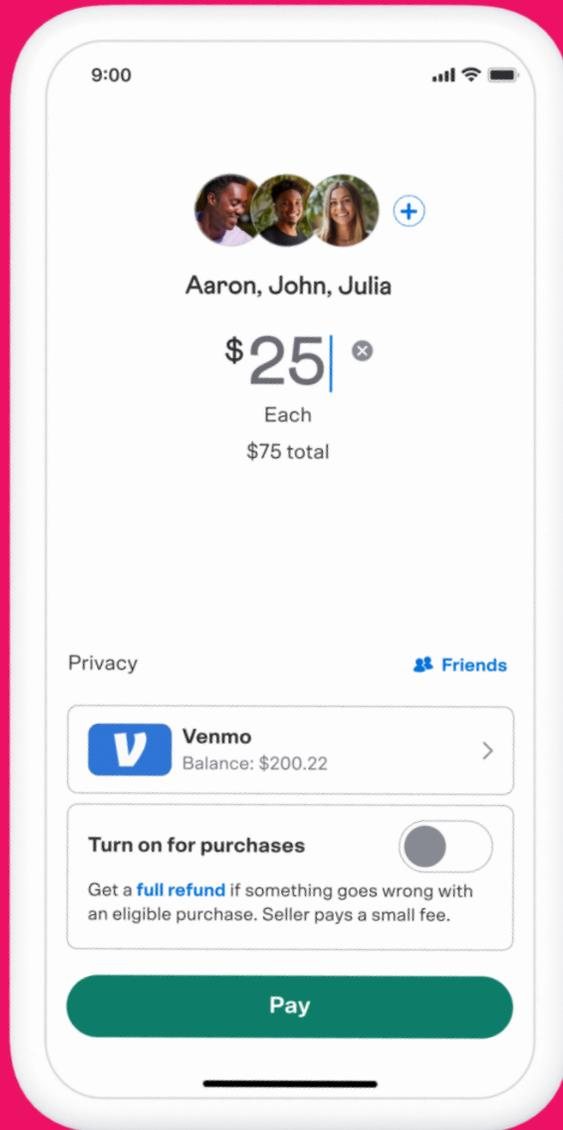 9:00
Aaron, John, Julia
$25
Each
$75 total
Privacy
Friends
V
Venmo
Balance: $200.22
Turn on for purchases
Get a full refund if something goes wrong with
an eligible purchase. Seller pays a small fee.
Pay